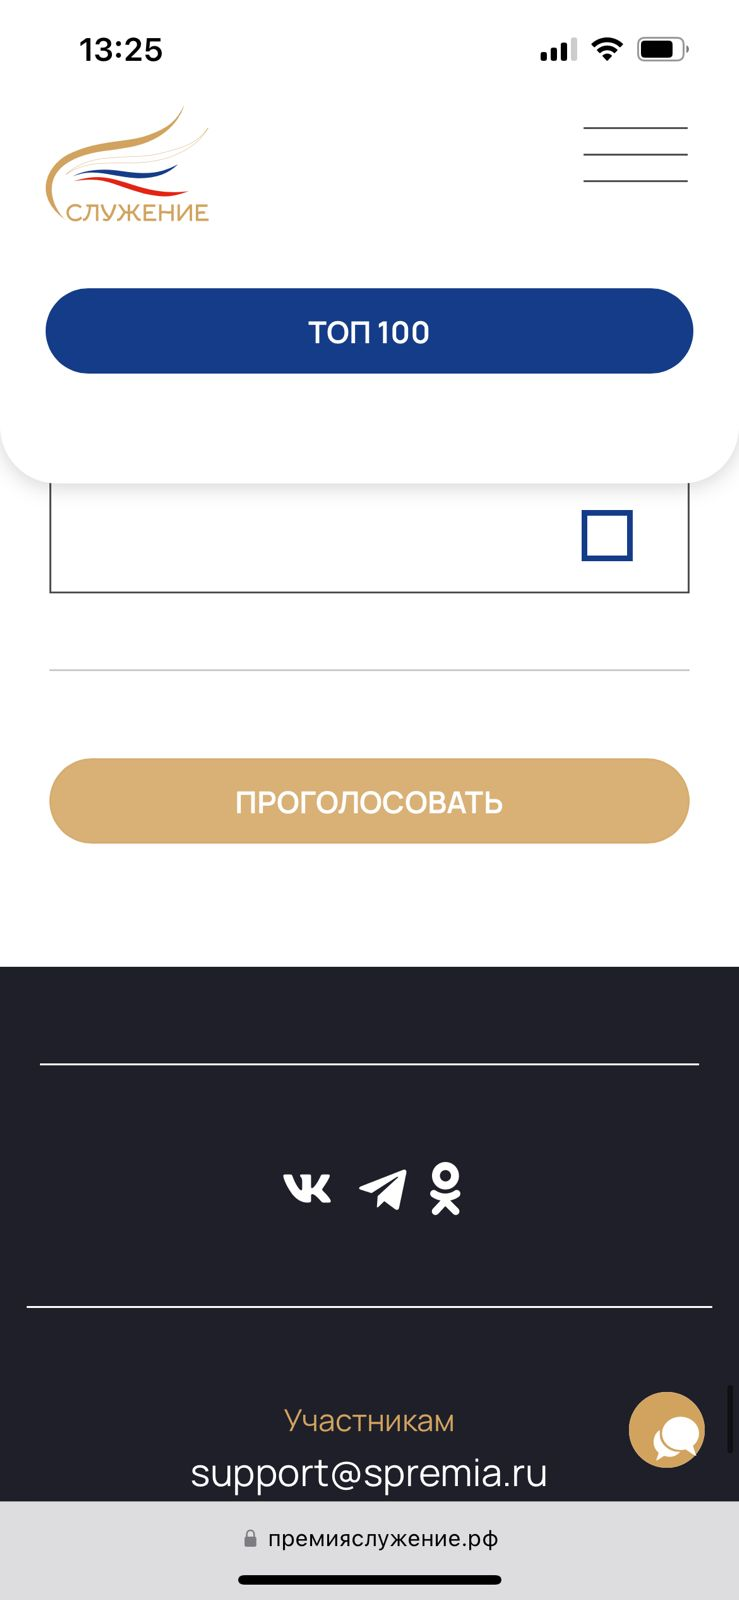 13:25
СЛУЖЕНИЕ
ТОП 100
ПРОГОЛОСОВАТЬ
Участникам
support@spremia.ru
премияслужение.рф